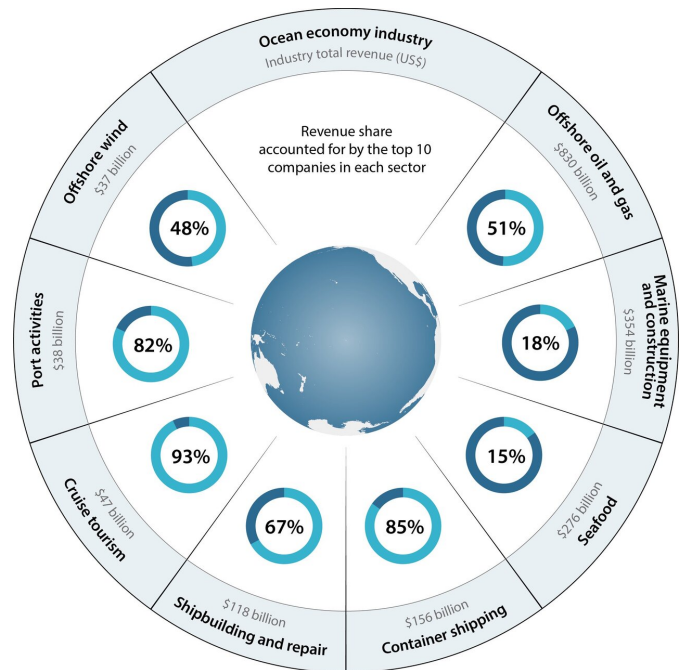 Ocean economy industry
Industry total revenue (US$)
Revenue share
accounted for by the top 10
companies in each sector
Offshore oil and gas
$830 billion
51%
Marine equipment
and construction
$354 billion
18%
Seafood
$276 billion
15%
Container shipping
$156 billion
85%
Shipbuilding and repair
$118 billion
67%
Cruise tourism
$47 billion
93%
Port activities
$38 billion
82%
Offshore wind
$37 billion
48%